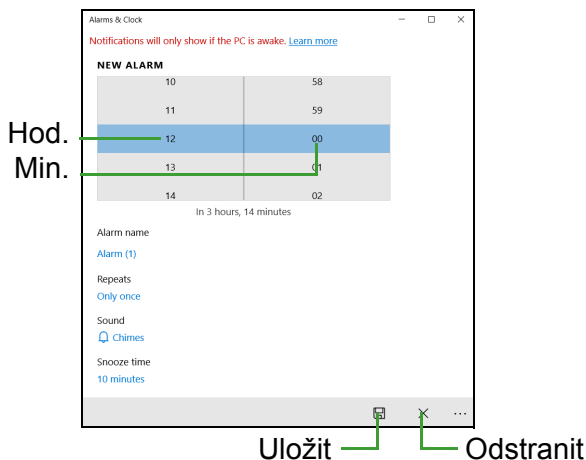 Alarms & Clock
Notifications will only show if the PC is awake. Learn more
NEW ALARM
10 58
11 59
Hod. 12 00
Min. 13 01
14 02
In 3 hours, 14 minutes
Alarm name
Alarm (1)
Repeats
Only once
Sound
Chimes
Snooze time
10 minutes
...
Uložit Odstranit